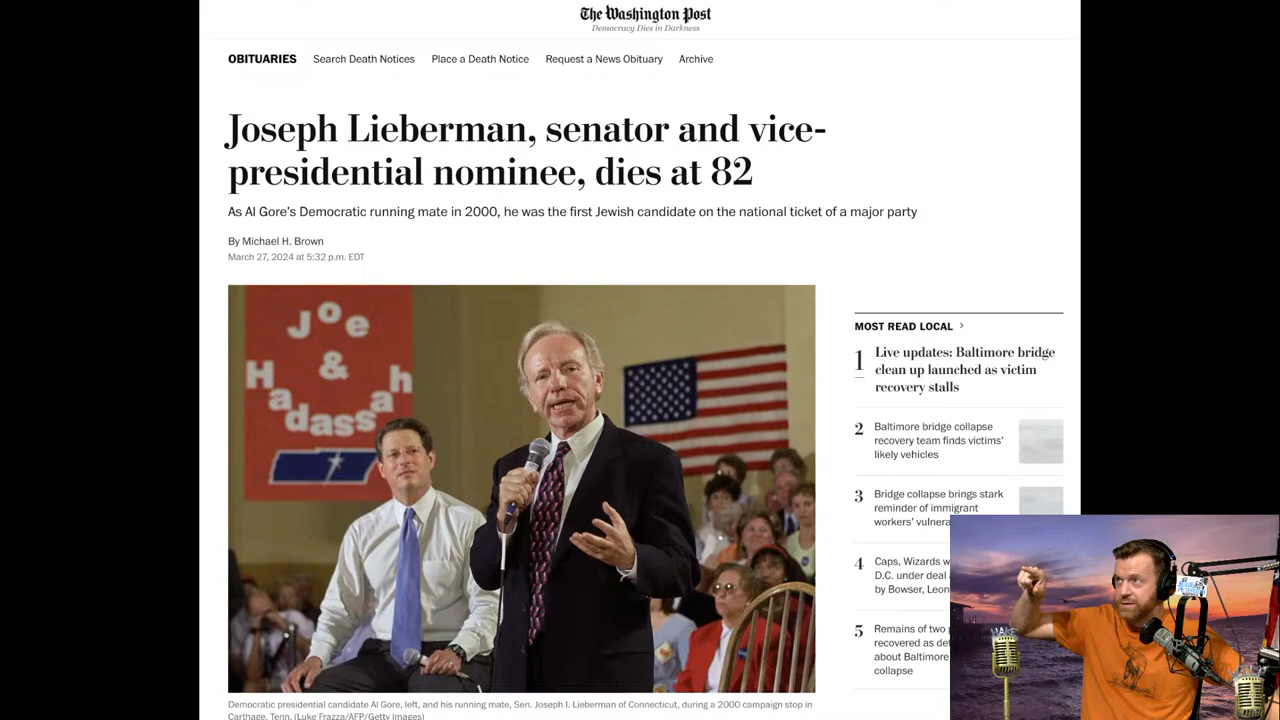 The Washington Post
Democracy Dies in Darkness
OBITUARIES Search Death Notices Place a Death Notice Request a News Obituary Archive
Joseph Lieberman, senator and vice-
presidential nominee, dies at 82
As Al Gore's Democratic running mate in 2000, he was the first Jewish candidate on the national ticket of a major party
By Michael H. Brown
March 27, 2024 at 5:32 p.m. EDT
Joe
&
Hadassah
Democratic presidential candidate Al Gore, left, and his running mate, Sen. Joseph I. Lieberman of Connecticut, during a 2000 campaign stop in
Carthage, Tenn. (Luke Frazza/AFP/Getty Images)
MOST READ LOCAL >
1 Live updates: Baltimore bridge
clean up launched as victim
recovery stalls
2 Baltimore bridge collapse
recovery team finds victims'
likely vehicles
3 Bridge collapse brings stark
reminder of immigrant
workers' vulnera
4 Caps, Wizards w
D.C. under deal
by Bowser, Leon
5 Remains of two
recovered as de
about Baltimore
collapse